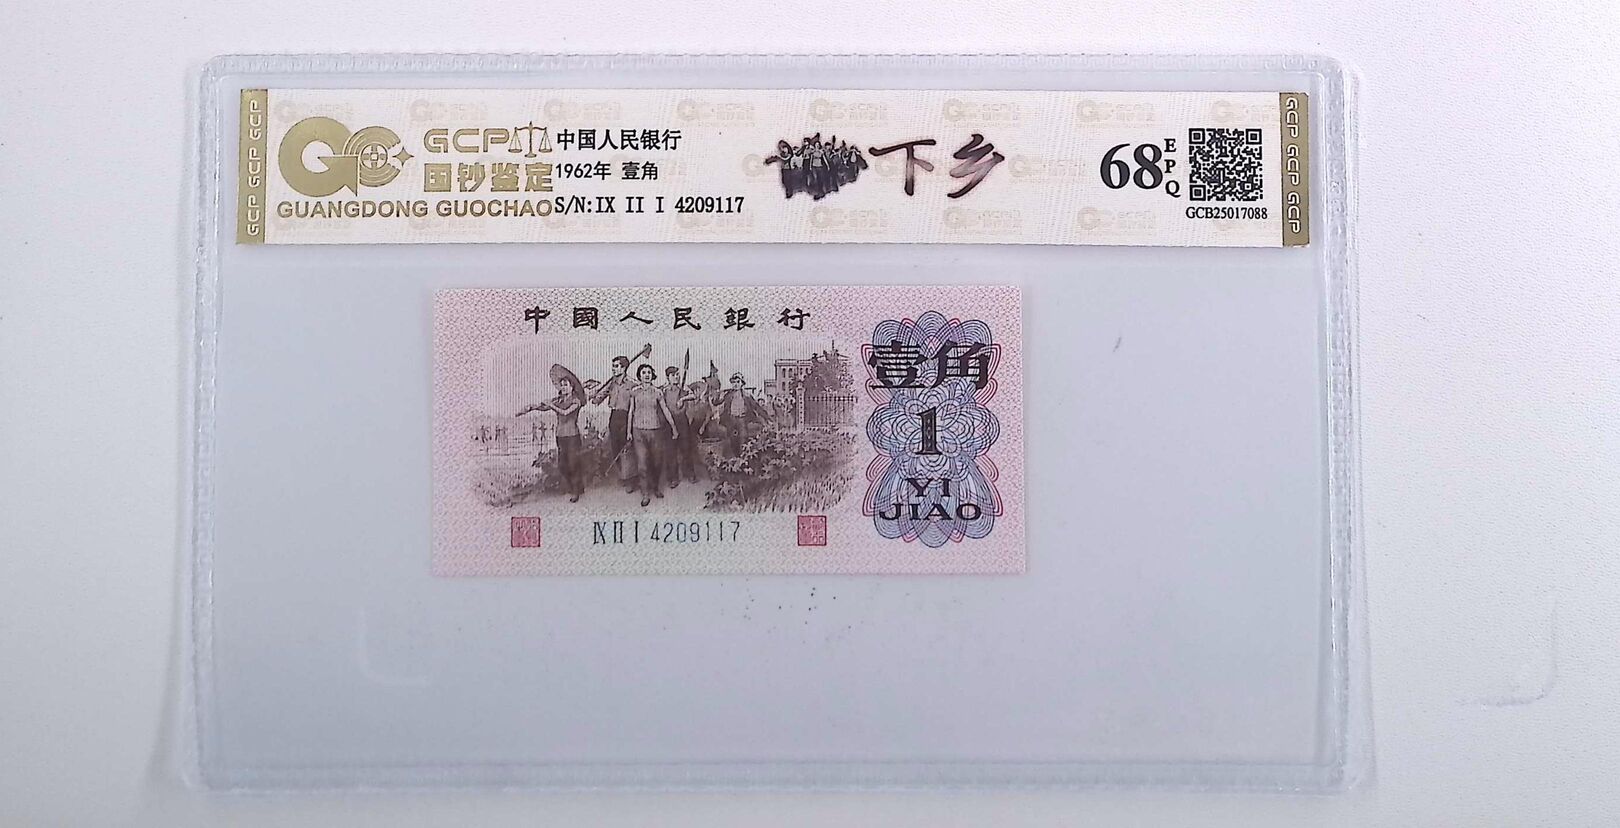 GCP GCP GCP
GCP
国钞鉴定
GUANGDONG GUOCHAO
中国人民银行
1962年 壹角
S/N:IX II I 4209117
下乡
68 EPQ
GCB25017088
GCP GCP GCP
中國人民銀行
壹角
1
YI
JIAO
IX II I 4209117